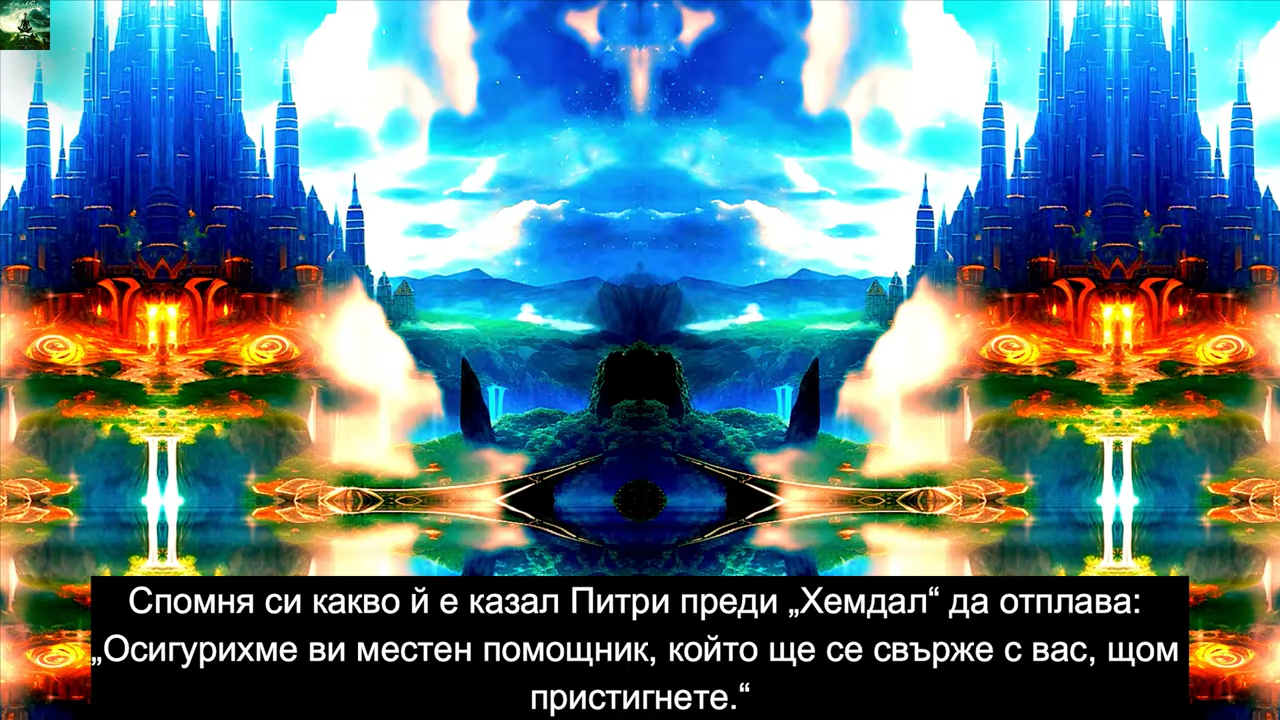 Спомня си какво й е казал Питри преди „Хемдал“ да отплава:
„Осигурихме ви местен помощник, който ще се свърже с вас, щом
пристигнете.“